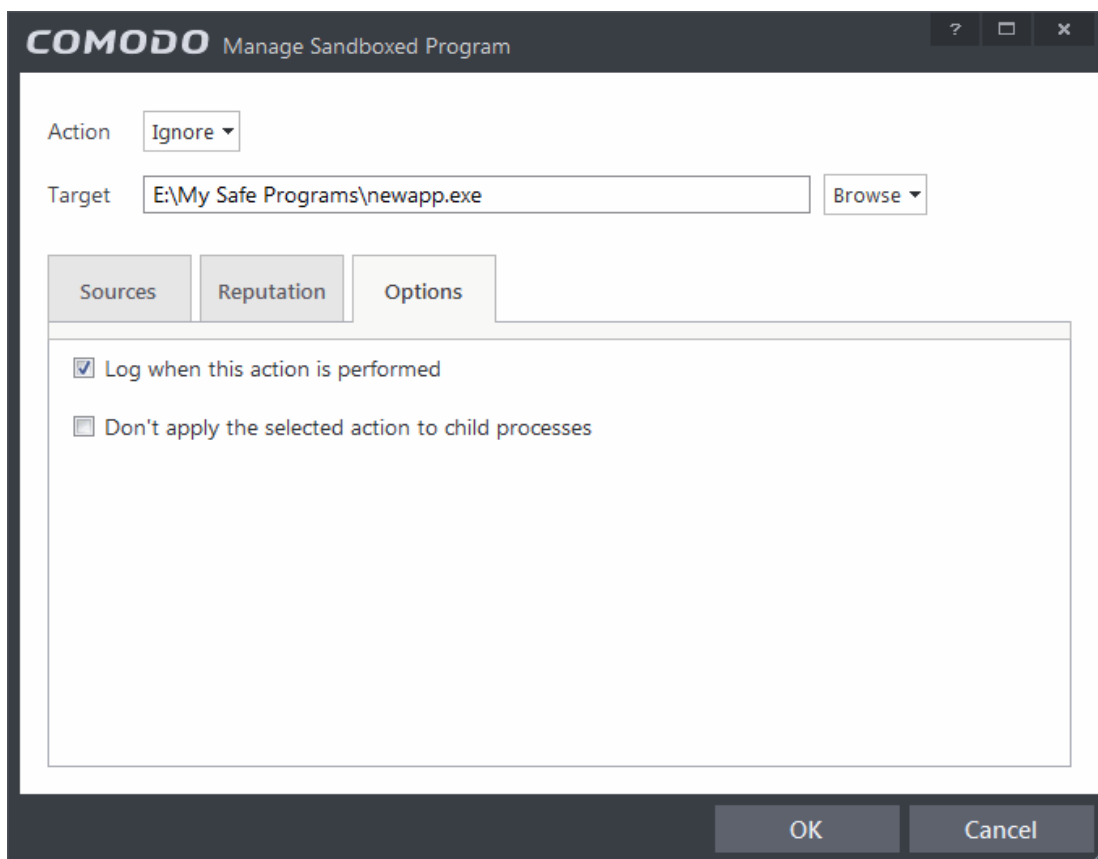 COMODO Manage Sandboxed Program ?
Action Ignore
Target E:\My Safe Programs\newapp.exe Browse
Sources Reputation Options
Log when this action is performed
Don't apply the selected action to child processes
OK Cancel